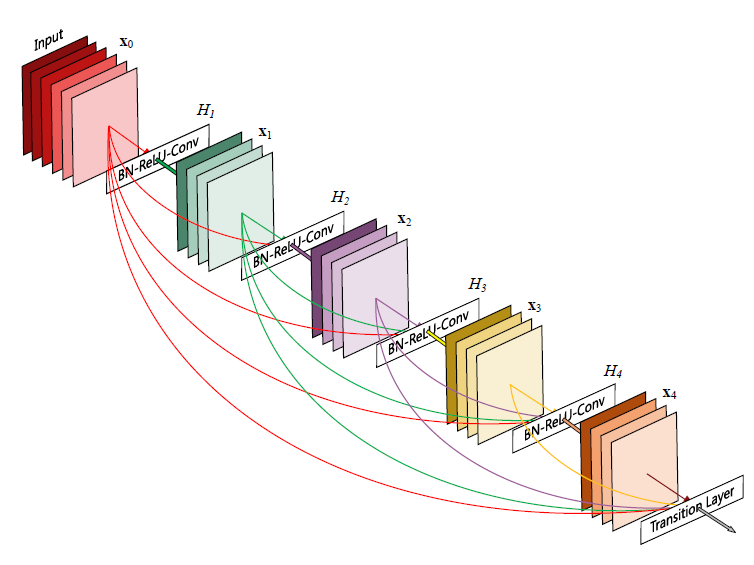 Input
x0
H1
BN-ReLU-Conv
x1
H2
BN-ReLU-Conv
x2
H3
BN-ReLU-Conv
x3
H4
BN-ReLU-Conv
x4
Transition Layer